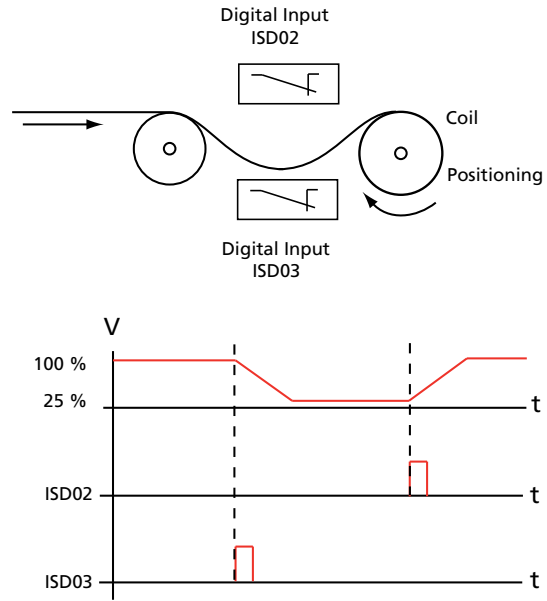 Digital Input
ISD02
Coil
Positioning
Digital Input
ISD03
V
100 %
25 %
t
ISD02
t
ISD03
t